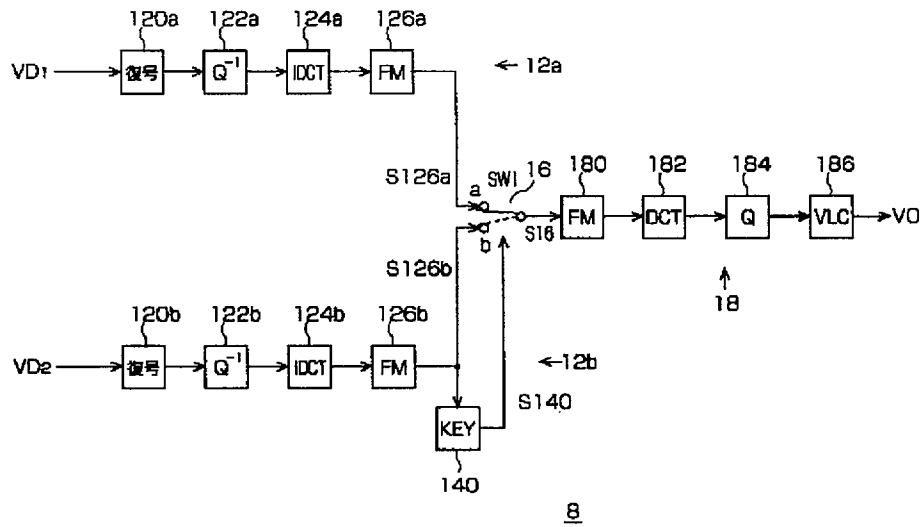 120a 122a 124a 126a
VD1 復号 Q⁻¹ IDCT FM 12a
S126a a SW1 16 180 182 184 186
b S16 FM DCT Q VLC VO
S126b
18
120b 122b 124b 126b
VD2 復号 Q⁻¹ IDCT FM 12b
S140
KEY
140
8